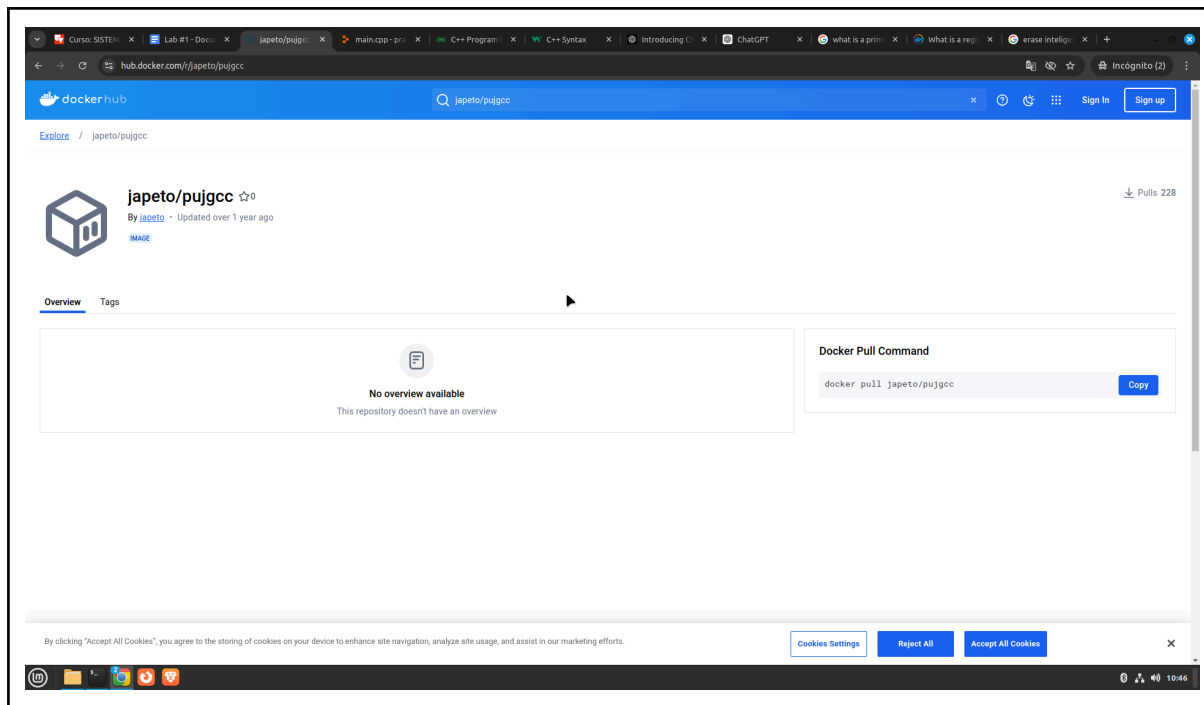 Curso: SISTEM
Lab #1 - Docu
japeto/pujgcc
main.cpp - pra
C++ Program
C++ Syntax
Introducing C
ChatGPT
what is a prim
What is a regi
erase intelige
hub.docker.com/r/japeto/pujgcc
Incógnito (2)
dockerhub
japeto/pujgcc
Sign In
Sign up
Explore / japeto/pujgcc
japeto/pujgcc 0
By japeto • Updated over 1 year ago
IMAGE
Pulls 228
Overview Tags
No overview available
This repository doesn't have an overview
Docker Pull Command
docker pull japeto/pujgcc
Copy
By clicking "Accept All Cookies", you agree to the storing of cookies on your device to enhance site navigation, analyze site usage, and assist in our marketing efforts.
Cookies Settings
Reject All
Accept All Cookies
2
10:46